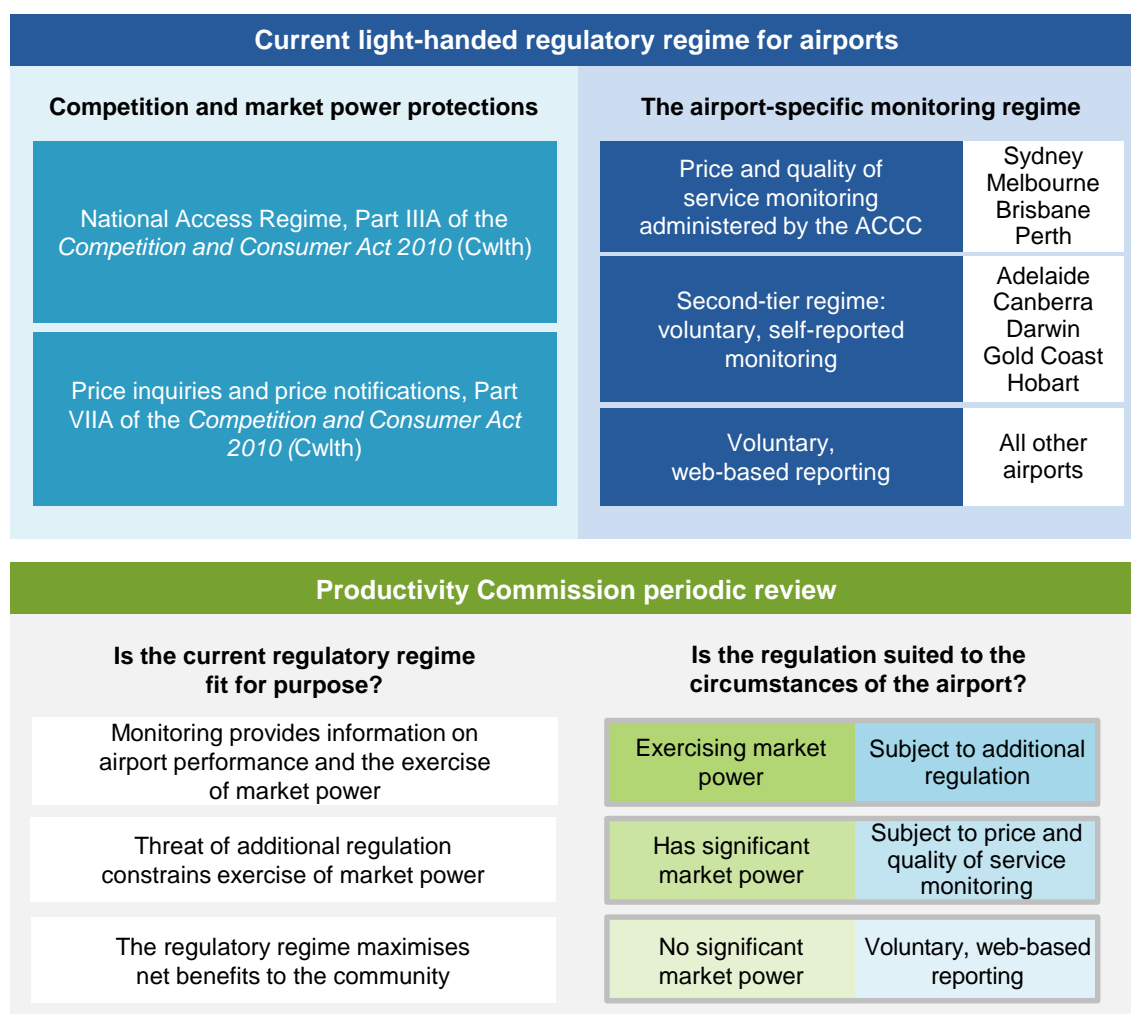 Current light-handed regulatory regime for airports
Competition and market power protections
National Access Regime, Part IIIA of the
Competition and Consumer Act 2010 (Cwlth)
Price inquiries and price notifications, Part
VIIA of the Competition and Consumer Act
2010 (Cwlth)
The airport-specific monitoring regime
Price and quality of
service monitoring
administered by the ACCC
Sydney
Melbourne
Brisbane
Perth
Second-tier regime:
voluntary, self-reported
monitoring
Adelaide
Canberra
Darwin
Gold Coast
Hobart
Voluntary,
web-based reporting
All other
airports
Productivity Commission periodic review
Is the current regulatory regime
fit for purpose?
Monitoring provides information on
airport performance and the exercise
of market power
Threat of additional regulation
constrains exercise of market power
The regulatory regime maximises
net benefits to the community
Is the regulation suited to the
circumstances of the airport?
Exercising market
power
Subject to additional
regulation
Has significant
market power
Subject to price and
quality of service
monitoring
No significant
market power
Voluntary, web-based
reporting